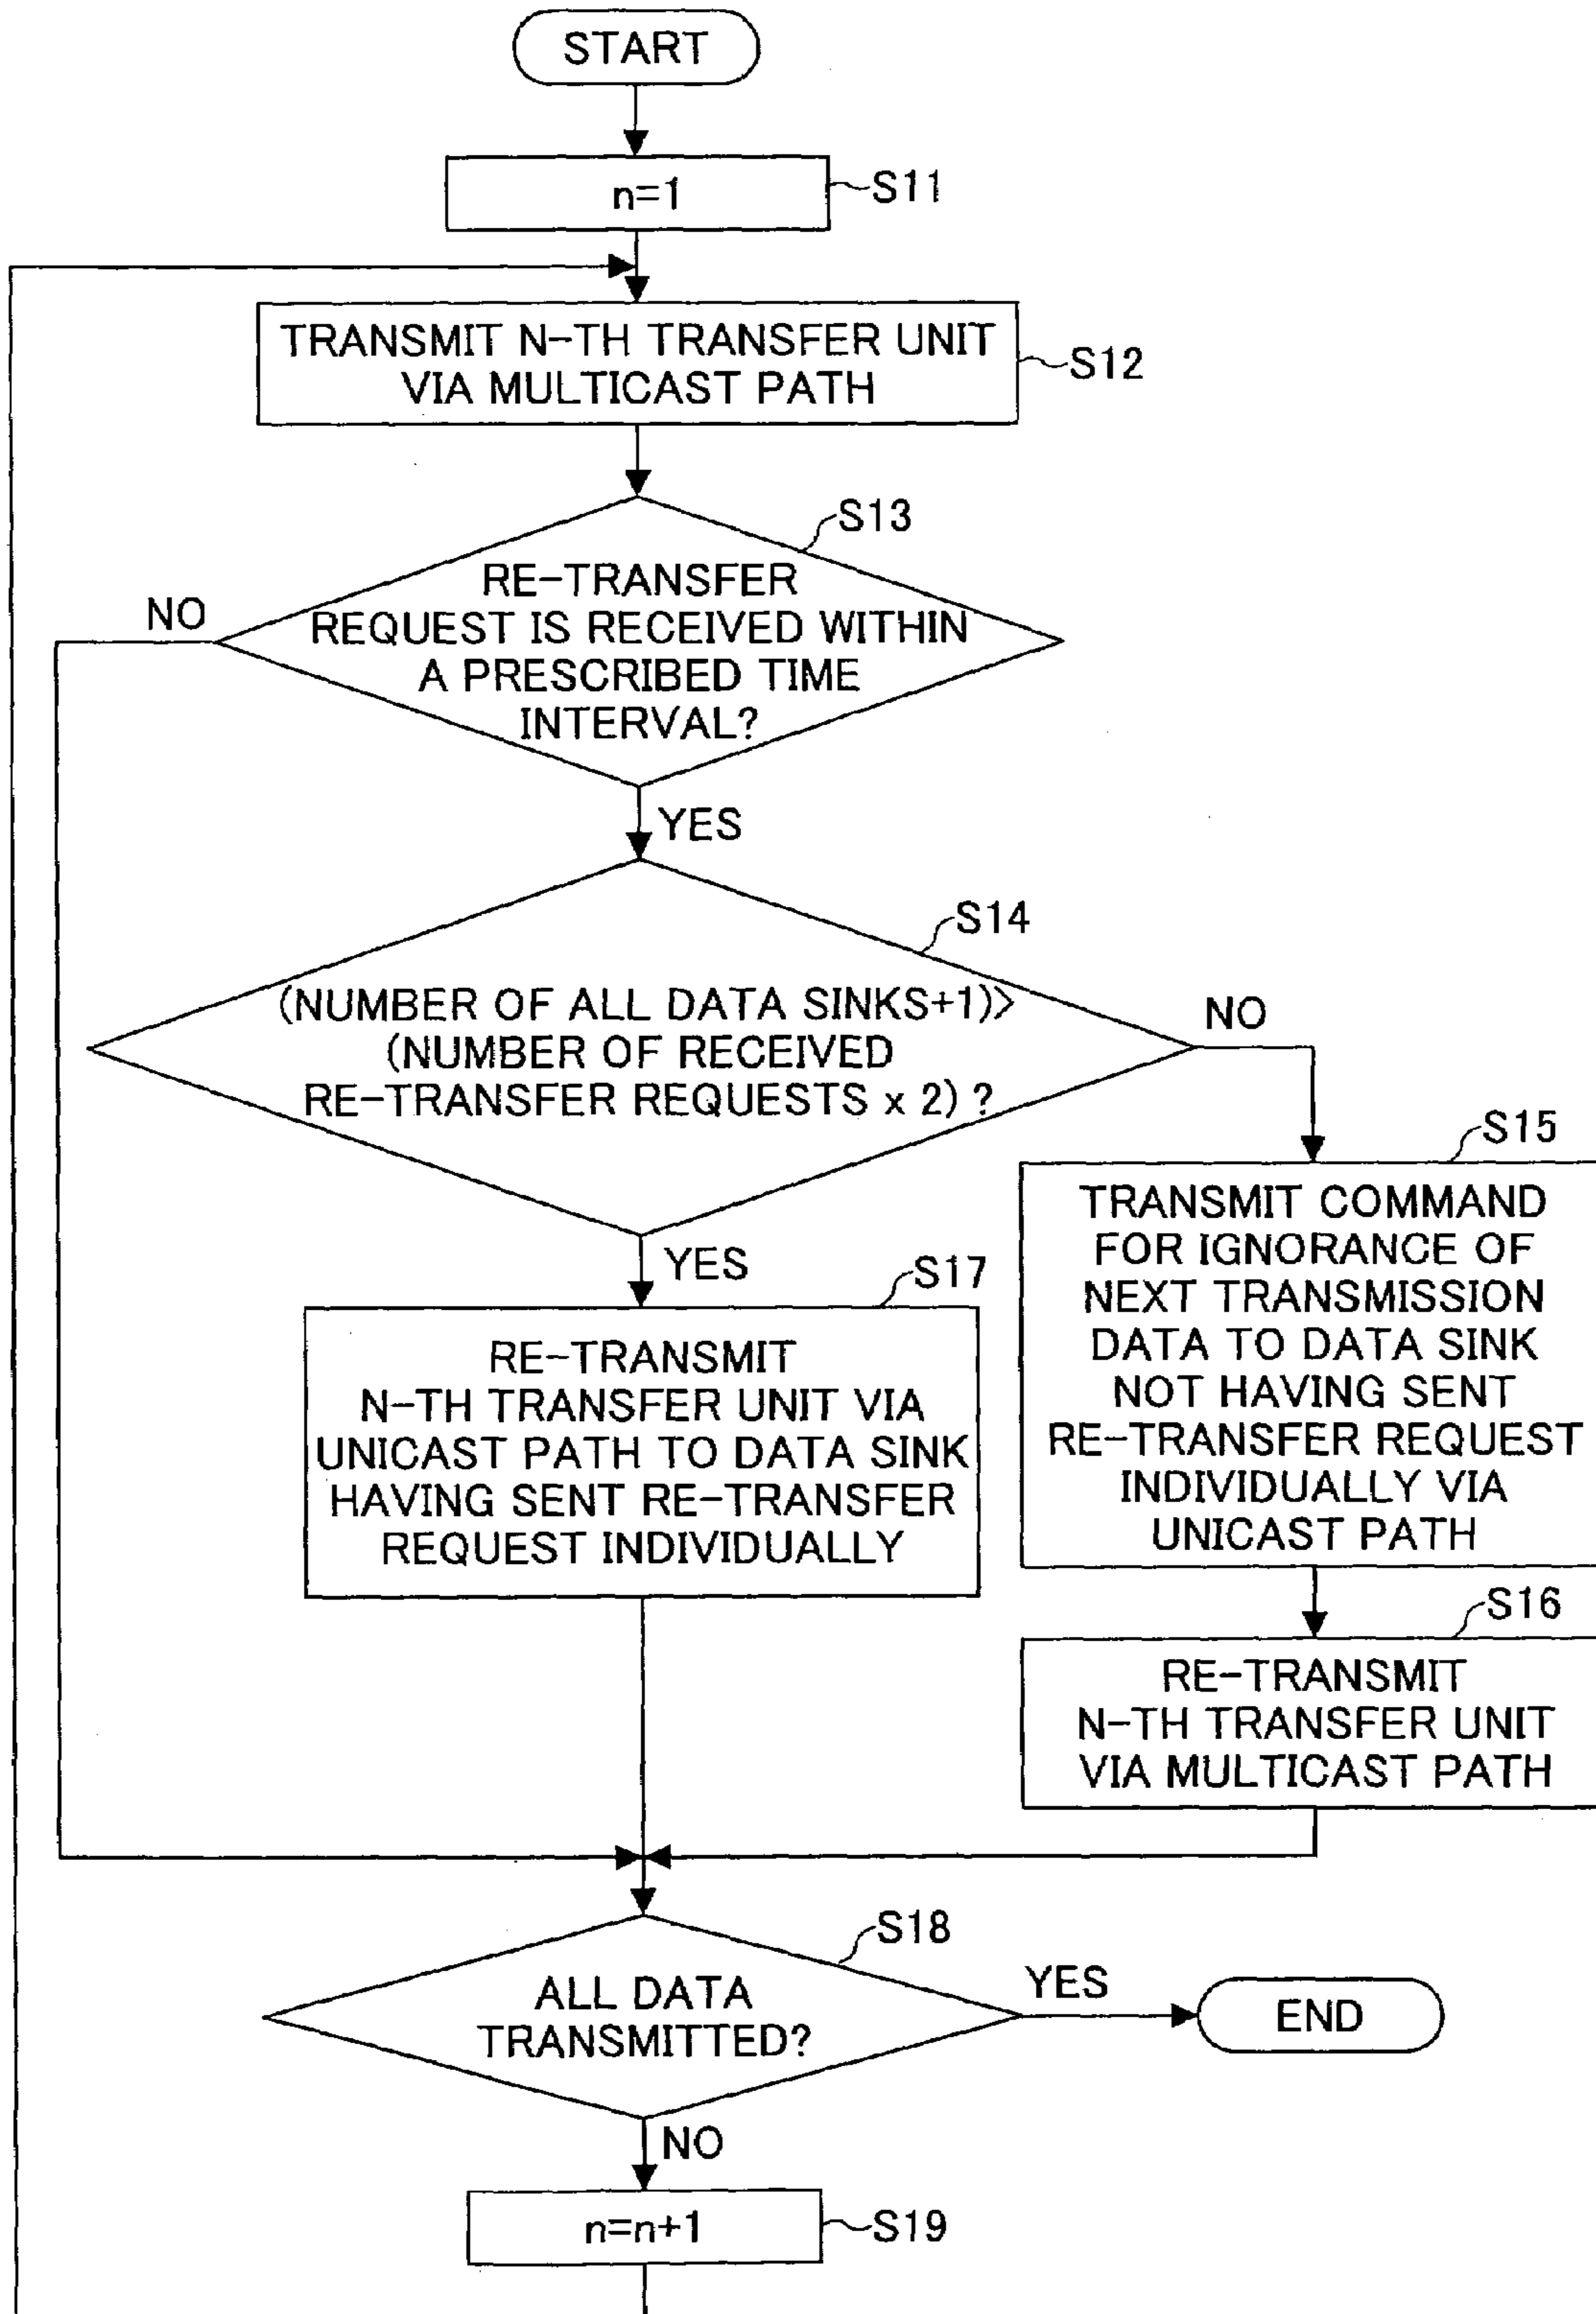 START
n=1
S11
TRANSMIT N-TH TRANSFER UNIT
VIA MULTICAST PATH
S12
S13
RE-TRANSFER
REQUEST IS RECEIVED WITHIN
A PRESCRIBED TIME
INTERVAL?
NO
YES
S14
(NUMBER OF ALL DATA SINKS+1)>
(NUMBER OF RECEIVED
RE-TRANSFER REQUESTS x 2) ?
NO
YES
S15
TRANSMIT COMMAND
FOR IGNORANCE OF
NEXT TRANSMISSION
DATA TO DATA SINK
NOT HAVING SENT
RE-TRANSFER REQUEST
INDIVIDUALLY VIA
UNICAST PATH
S17
RE-TRANSMIT
N-TH TRANSFER UNIT VIA
UNICAST PATH TO DATA SINK
HAVING SENT RE-TRANSFER
REQUEST INDIVIDUALLY
S16
RE-TRANSMIT
N-TH TRANSFER UNIT
VIA MULTICAST PATH
S18
ALL DATA
TRANSMITTED?
YES
END
NO
n=n+1
S19